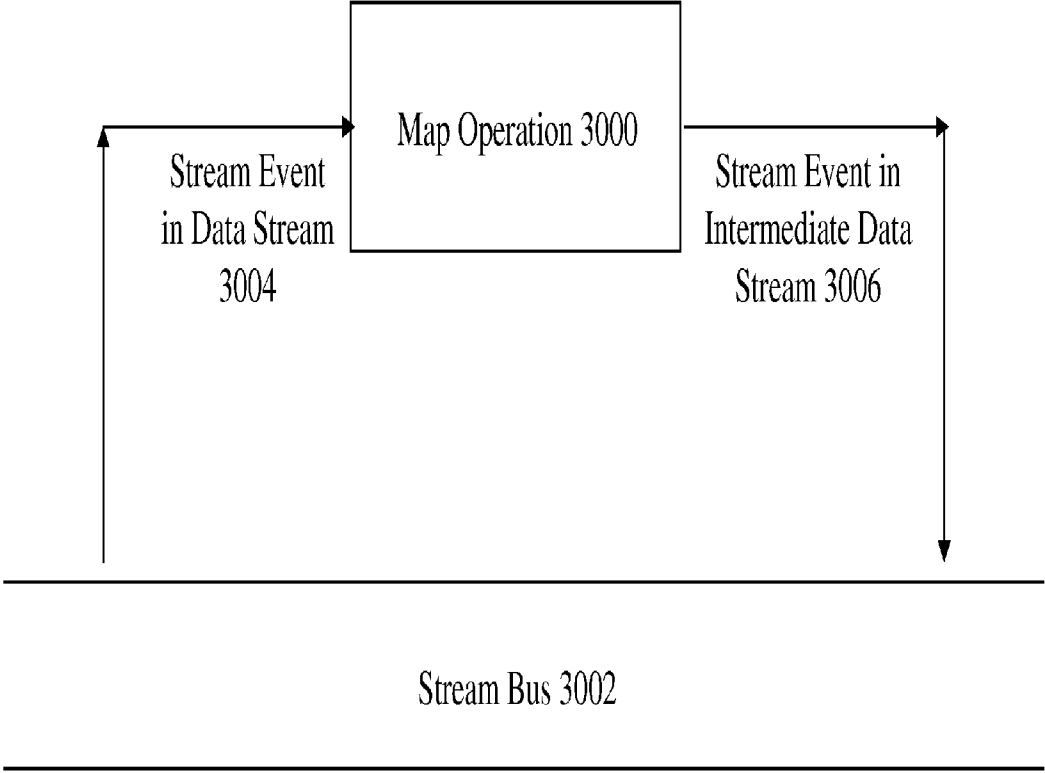 Map Operation 3000
Stream Event
in Data Stream
3004
Stream Event in
Intermediate Data
Stream 3006
Stream Bus 3002